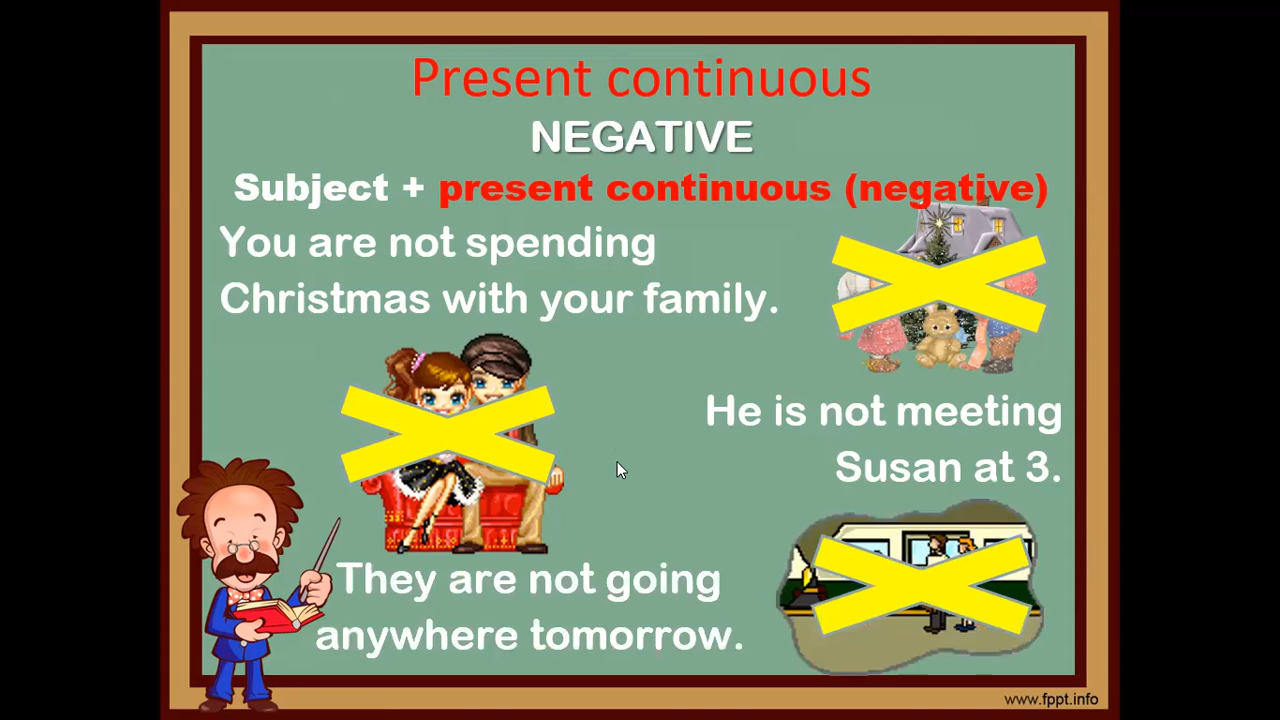 Present continuous
NEGATIVE
Subject + present continuous (negative)
You are not spending
Christmas with your family.
He is not meeting
Susan at 3.
They are not going
anywhere tomorrow.
www.fppt.info